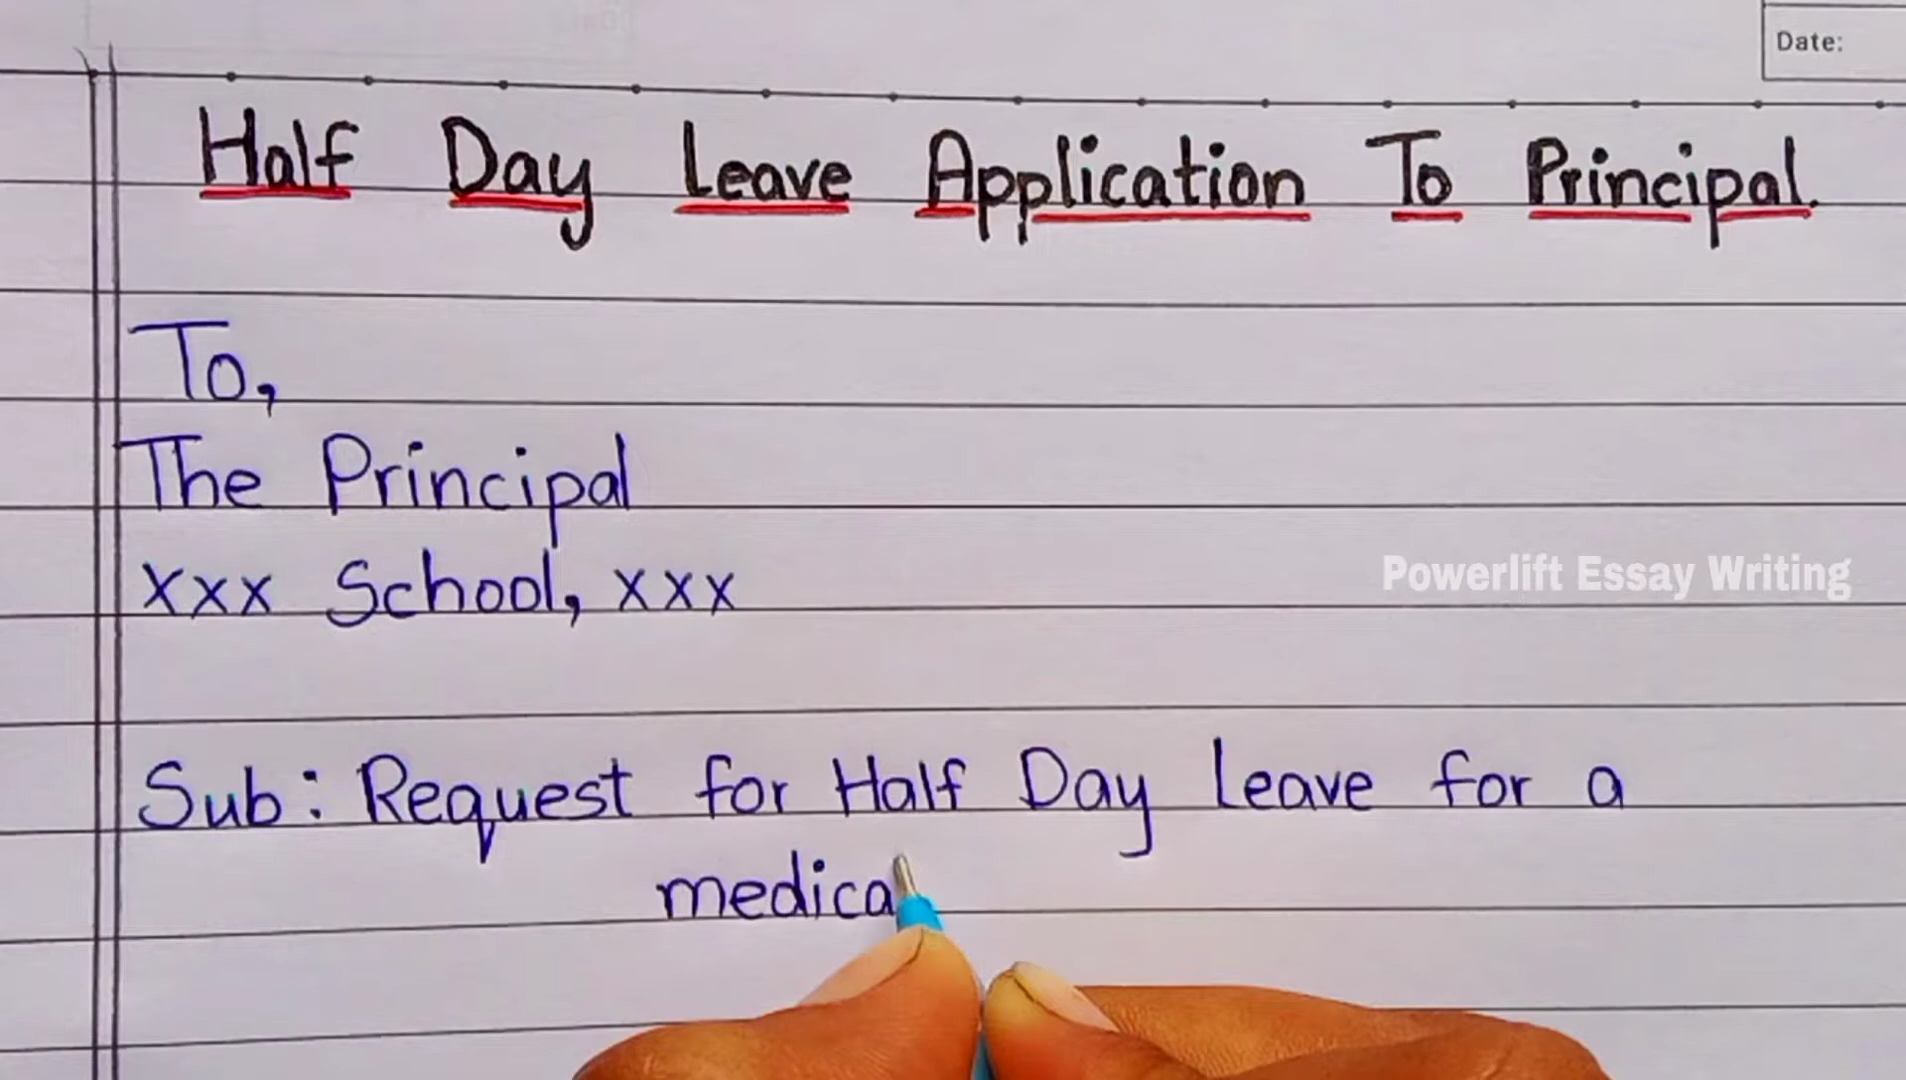 Date:
Half Day Leave Application To Principal.
To,
The Principal
xxx School, xxx
Powerlift Essay Writing
Sub: Request for Half Day Leave for a
medica